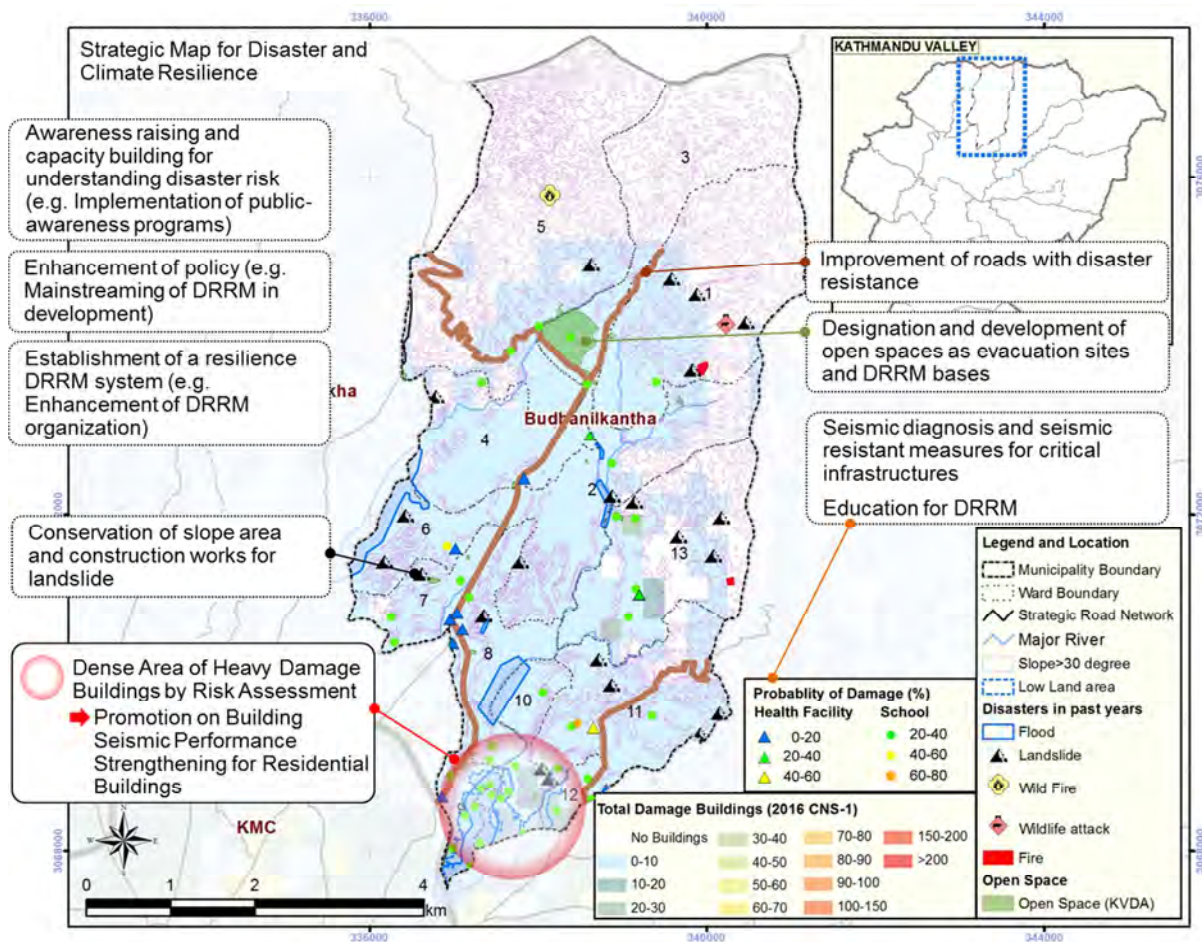 336000
340000
344000
Strategic Map for Disaster and
Climate Resilience
KATHMANDU VALLEY
Awareness raising and
capacity building for
understanding disaster risk
(e.g. Implementation of public-
awareness programs)
Enhancement of policy (e.g.
Mainstreaming of DRRM in
development)
Establishment of a resilience
DRRM system (e.g.
Enhancement of DRRM
organization)
Conservation of slope area
and construction works for
landslide
Dense Area of Heavy Damage
Buildings by Risk Assessment
Promotion on Building
Seismic Performance
Strengthening for Residential
Buildings
Improvement of roads with disaster
resistance
Designation and development of
open spaces as evacuation sites
and DRRM bases
Seismic diagnosis and seismic
resistant measures for critical
infrastructures
Education for DRRM
3
5
1
Budhanilkantha
4
2
6
13
7
8
10
11
12
9
KMC
N
W
E
S
0
1
2
4
km
Probablity of Damage (%)
Health Facility
School
0-20
20-40
40-60
20-40
40-60
60-80
Total Damage Buildings (2016 CNS-1)
No Buildings
0-10
10-20
20-30
30-40
40-50
50-60
60-70
70-80
80-90
90-100
100-150
150-200
>200
Legend and Location
Municipality Boundary
Ward Boundary
Strategic Road Network
Major River
Slope>30 degree
Low Land area
Disasters in past years
Flood
Landslide
Wild Fire
Wildlife attack
Fire
Open Space
Open Space (KVDA)
3068000
336000
340000
344000